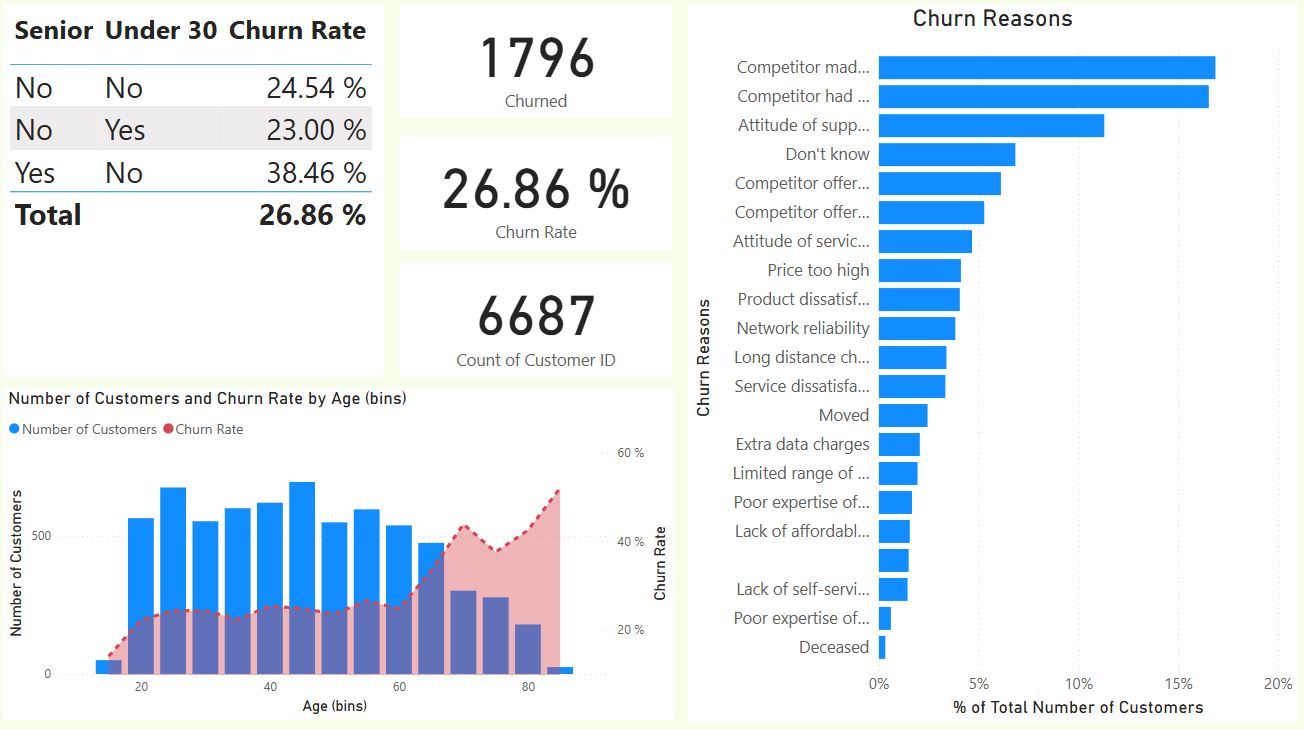 Senior Under 30 Churn Rate
No No 24.54 %
No Yes 23.00 %
Yes No 38.46 %
Total 26.86 %
1796
Churned
26.86 %
Churn Rate
6687
Count of Customer ID
Number of Customers and Churn Rate by Age (bins)
Number of Customers Churn Rate
Number of Customers
500
0
60 %
40 %
20 %
Churn Rate
20 40 60 80
Age (bins)
Churn Reasons
Churn Reasons
Competitor mad...
Competitor had ...
Attitude of supp...
Don't know
Competitor offer...
Competitor offer...
Attitude of servic...
Price too high
Product dissatisf...
Network reliability
Long distance ch...
Service dissatisfa...
Moved
Extra data charges
Limited range of ...
Poor expertise of...
Lack of affordabl...
Lack of self-servi...
Poor expertise of...
Deceased
0% 5% 10% 15% 20%
% of Total Number of Customers